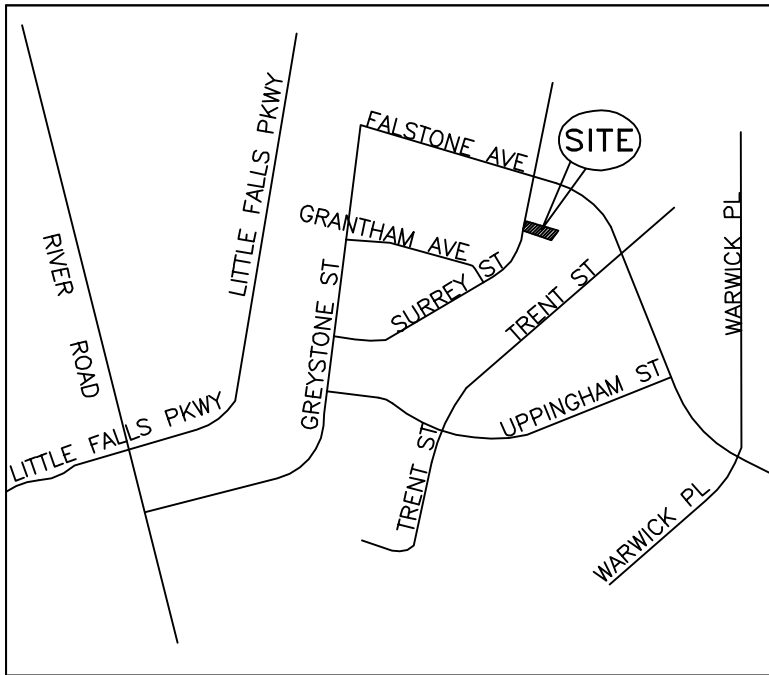 FALSTONE AVE
SITE
LITTLE FALLS PKWY
GRANTHAM AVE
RIVER
ROAD
SURREY ST
TRENT ST
WARWICK PL
GREYSTONE ST
UPPINGHAM ST
LITTLE FALLS PKWY
TRENT ST
WARWICK PL